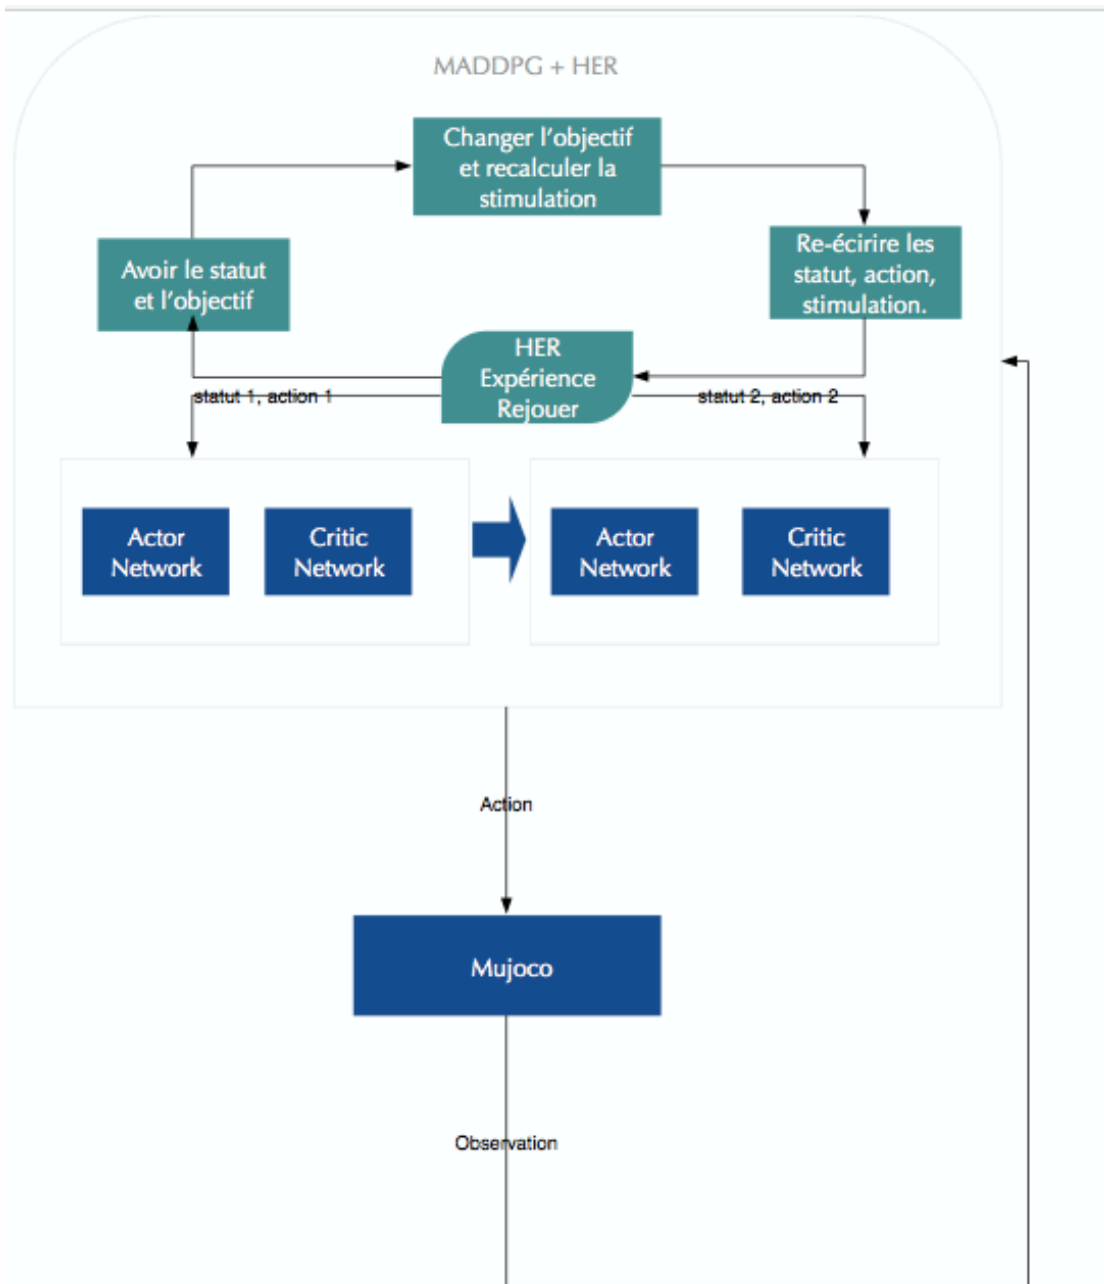 MADDPG + HER
Changer l'objectif
et recalculer la
stimulation
Avoir le statut
et l'objectif
Re-écirire les
statut, action,
stimulation.
HER
Expérience
Rejouer
statut 1, action 1
statut 2, action 2
Actor
Network
Critic
Network
Actor
Network
Critic
Network
Action
Mujoco
Observation